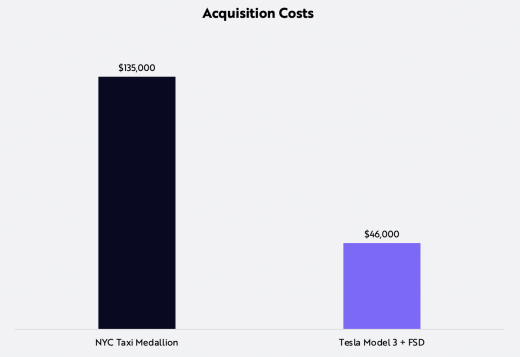 Acquisition Costs
$135,000
$46,000
NYC Taxi Medallion
Tesla Model 3 + FSD